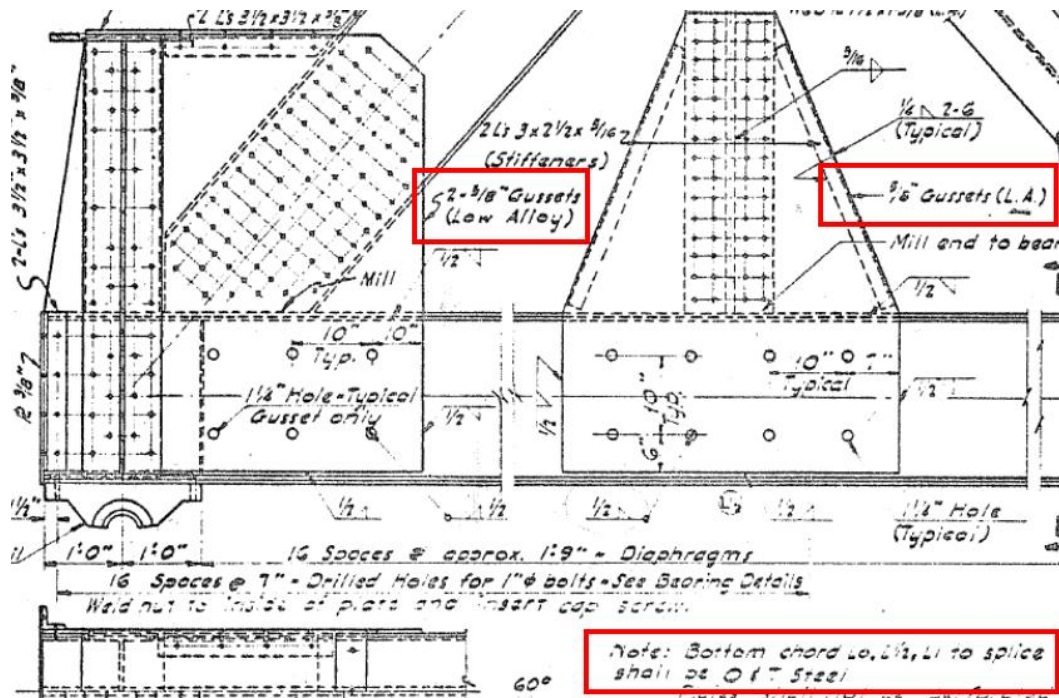 2 L's 3½ x 3½ x 3/8
2-L's 3½ x 3½ x 3/8"
5/16
1/6 2-6
(Typical)
2 L's 3 x 2½ x 5/16
(Stiffeners)
2-5/8" Gussets
(Low Alloy)
5/8" Gussets (L.A.)
Mill end to bear
1/2
Mill
1/2
10" 10"
Typ.
10" 7"
Typical
1¼" Hole-Typical
Gusset only
1/2
10"
Typ.
6"
1/2
1/2
3/8"
1½"
1/2
1/2
1/2
1/2
1¼" Hole
(Typical)
1'-0" 1'-0"
16 Spaces @ approx. 1'-9" = Diaphragms
16 Spaces @ 7" - Drilled Holes for 1"φ bolts - See Bearing Details
Weld nut to inside of plate and insert cap screw.
Note: Bottom chord L0, L½, L1 to splice
shall be Q & T Steel
60°